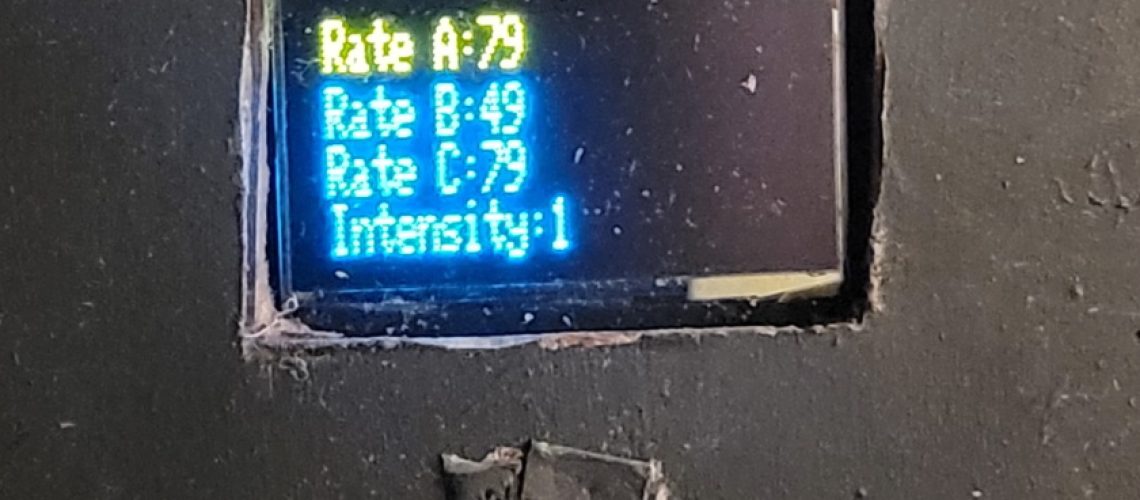 Rate A:79
Rate B:49
Rate C:79
Intensity:1